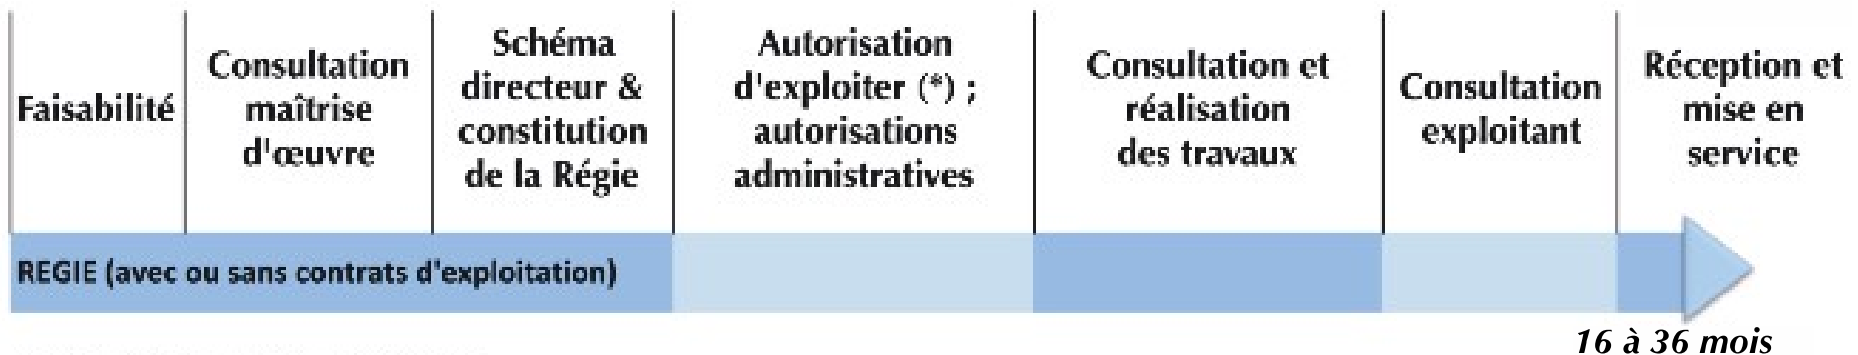 Faisabilité
Consultation
maîtrise
d'œuvre
Schéma
directeur &
constitution
de la Régie
Autorisation
d'exploiter (*) ;
autorisations
administratives
Consultation et
réalisation
des travaux
Consultation
exploitant
Réception et
mise en
service
REGIE (avec ou sans contrats d'exploitation)
16 à 36 mois